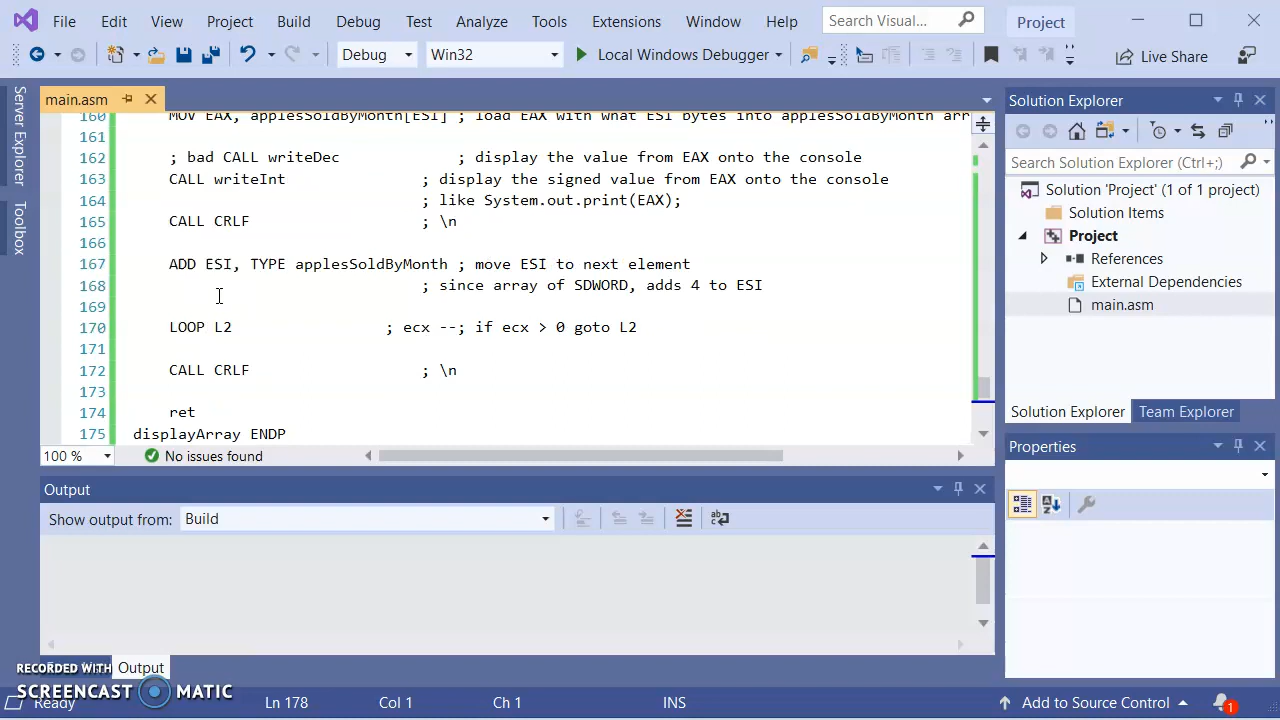 File Edit View Project Build Debug Test Analyze Tools Extensions Window Help Search Visual... Project
Debug Win32 Local Windows Debugger Live Share
Server Explorer
Toolbox
main.asm
160 MOV EAX, applesSoldByMonth[ESI] ; load EAX with what ESI bytes into applesSoldByMonth arr
161
162 ; bad CALL writeDec ; display the value from EAX onto the console
163 CALL writeInt ; display the signed value from EAX onto the console
164 ; like System.out.print(EAX);
165 CALL CRLF ; \n
166
167 ADD ESI, TYPE applesSoldByMonth ; move ESI to next element
168 ; since array of SDWORD, adds 4 to ESI
169
170 LOOP L2 ; ecx --; if ecx > 0 goto L2
171
172 CALL CRLF ; \n
173
174 ret
175 displayArray ENDP
100 % No issues found
Output
Show output from: Build
Solution Explorer
Search Solution Explorer (Ctrl+;)
Solution 'Project' (1 of 1 project)
Solution Items
Project
References
External Dependencies
main.asm
Solution Explorer Team Explorer
Properties
RECORDED WITH
SCREENCAST MATIC
Output
Ready Ln 178 Col 1 Ch 1 INS Add to Source Control 1